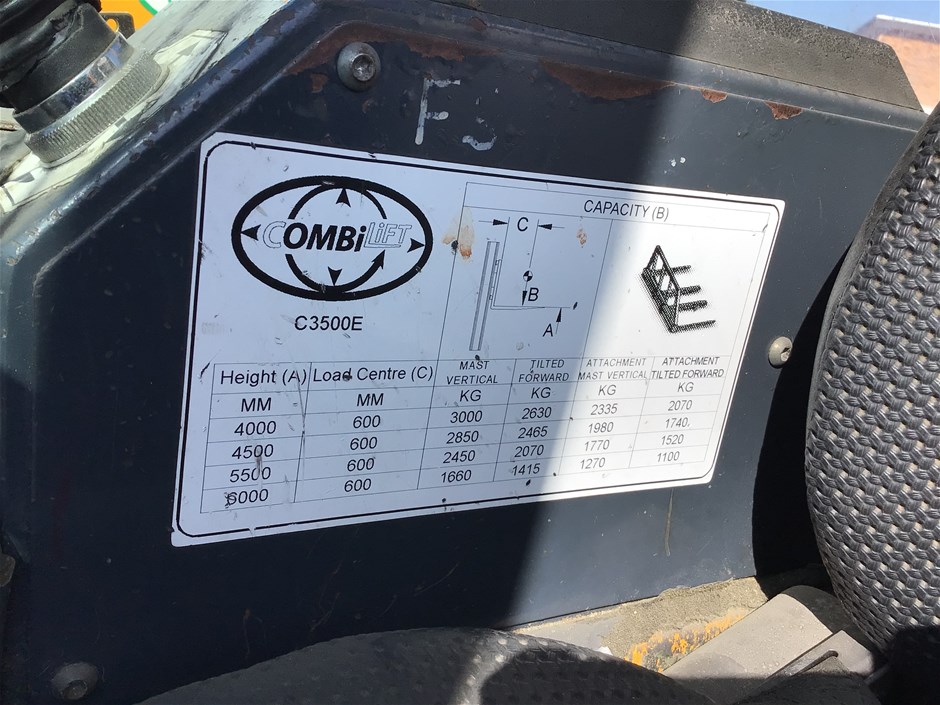 COMBiLiFT
C3500E
CAPACITY (B)
C
B
A
Height (A) Load Centre (C) MAST VERTICAL TILTED FORWARD ATTACHMENT MAST VERTICAL ATTACHMENT TILTED FORWARD
MM MM KG KG KG KG
4000 600 3000 2630 2335 2070
4500 600 2850 2465 1980 1740
5500 600 2450 2070 1770 1520
6000 600 1660 1415 1270 1100